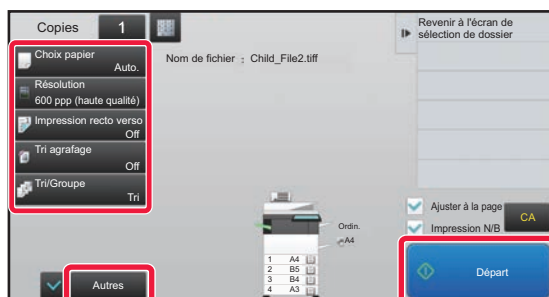 Copies
1
Choix papier
Auto.
Résolution
600 ppp (haute qualité)
Impression recto verso
Off
Tri agrafage
Off
Tri/Groupe
Tri
Autres
Nom de fichier : Child_File2.tiff
Ordin.
A4
1 A4
2 B5
3 B4
4 A3
Revenir à l'écran de
sélection de dossier
Ajuster à la page
Impression N/B
CA
Départ